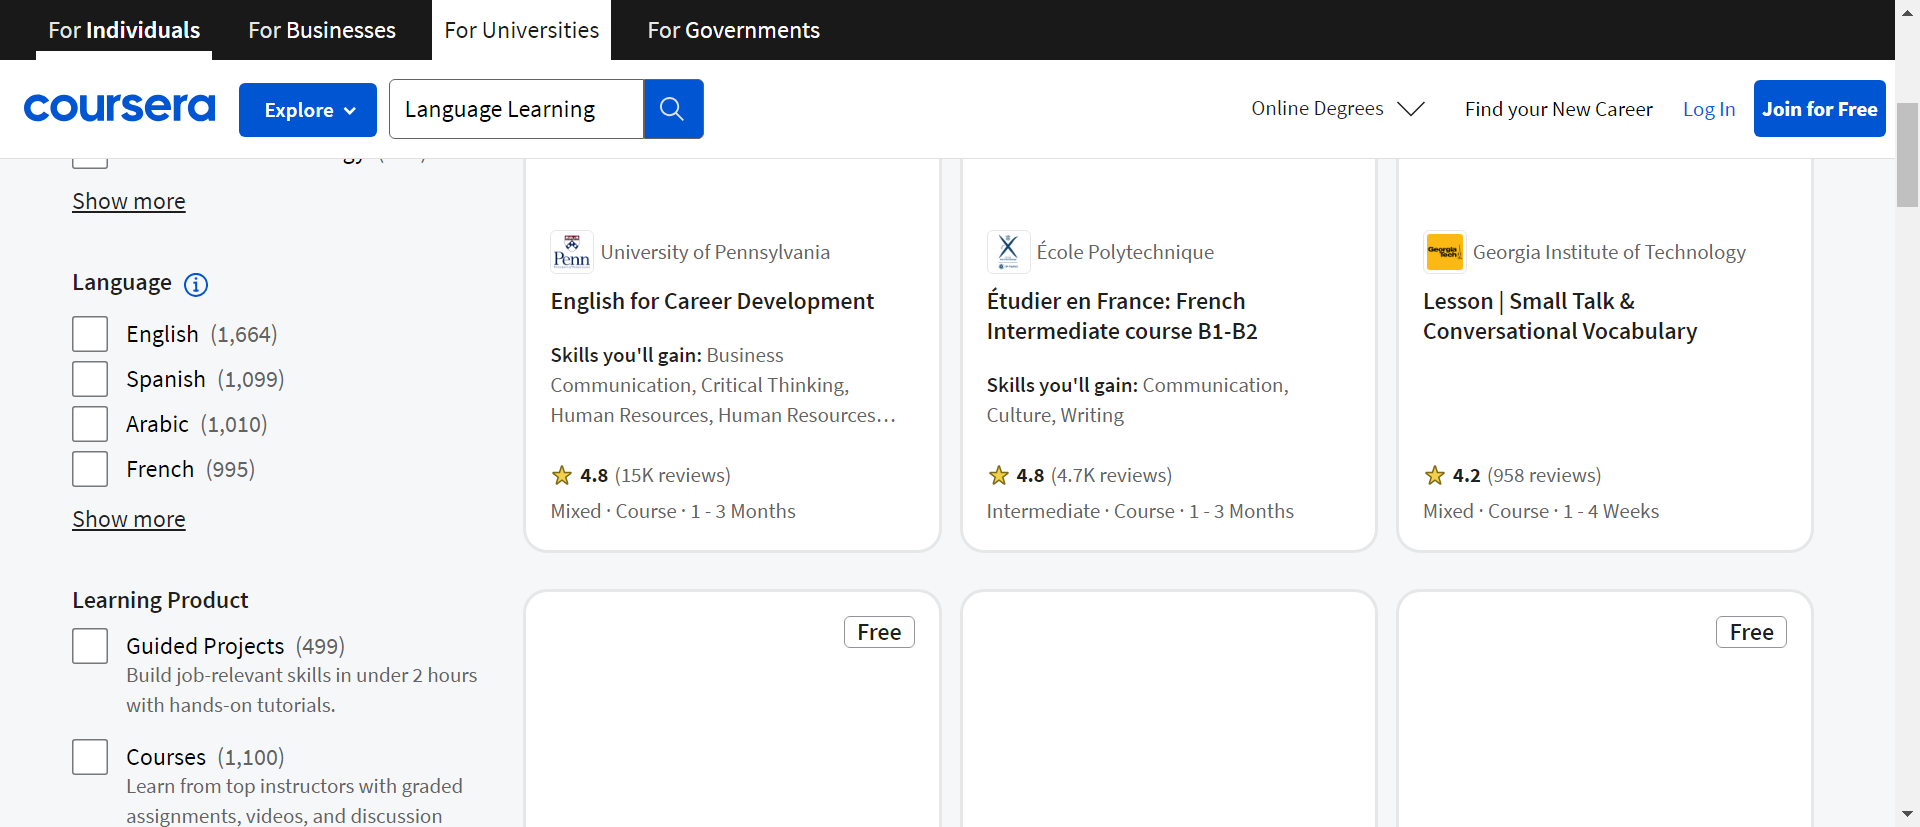 For Individuals
For Businesses
For Universities
For Governments
coursera
Explore
Language Learning
Online Degrees
Find your New Career
Log In
Join for Free
Show more
Language
English (1,664)
Spanish (1,099)
Arabic (1,010)
French (995)
Show more
Learning Product
Guided Projects (499)
Build job-relevant skills in under 2 hours
with hands-on tutorials.
Courses (1,100)
Learn from top instructors with graded
assignments, videos, and discussion
Penn
University of Pennsylvania
English for Career Development
Skills you'll gain: Business
Communication, Critical Thinking,
Human Resources, Human Resources…
4.8 (15K reviews)
Mixed · Course · 1 - 3 Months
École Polytechnique
Étudier en France: French
Intermediate course B1-B2
Skills you'll gain: Communication,
Culture, Writing
4.8 (4.7K reviews)
Intermediate · Course · 1 - 3 Months
Georgia
Tech
Georgia Institute of Technology
Lesson | Small Talk &
Conversational Vocabulary
4.2 (958 reviews)
Mixed · Course · 1 - 4 Weeks
Free
Free